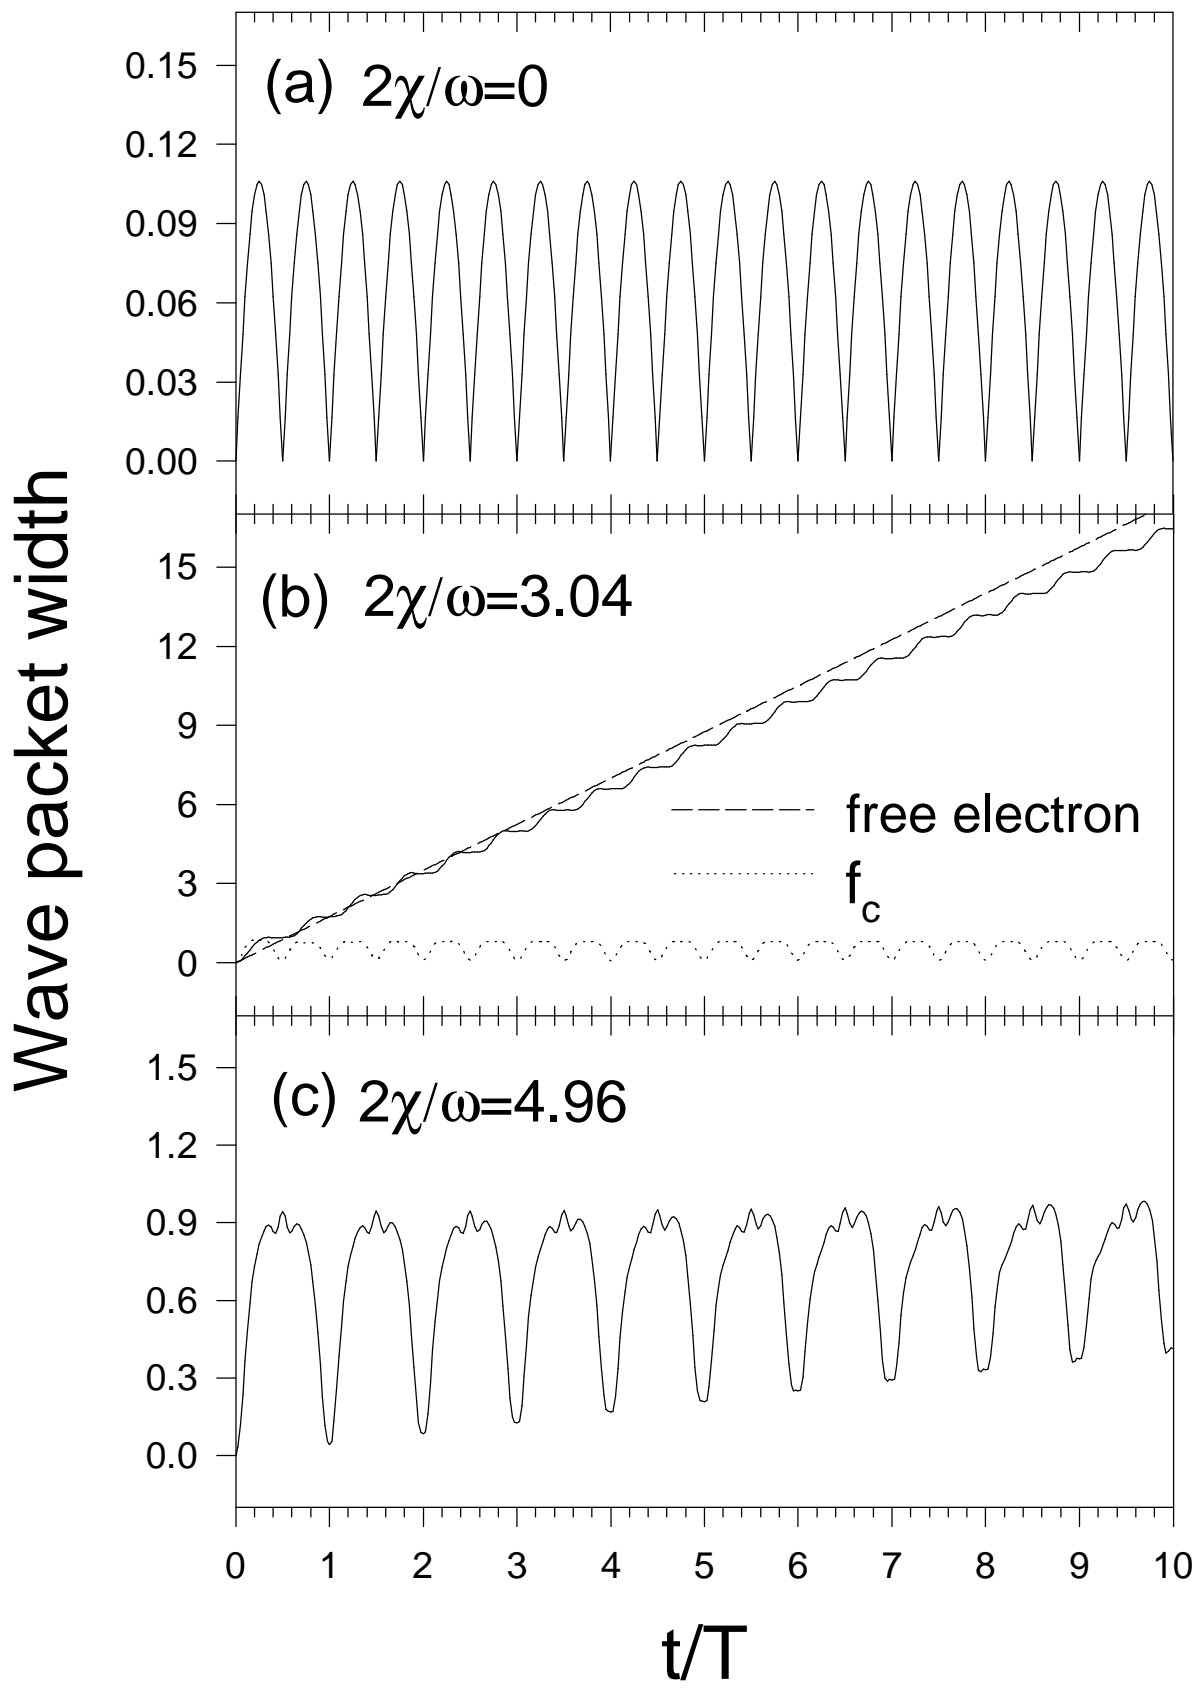 Wave packet width
(a) 2χ/ω=0
0.15
0.12
0.09
0.06
0.03
0.00
(b) 2χ/ω=3.04
15
12
9
6
3
0
free electron
f_c
(c) 2χ/ω=4.96
1.5
1.2
0.9
0.6
0.3
0.0
0 1 2 3 4 5 6 7 8 9 10
t/T